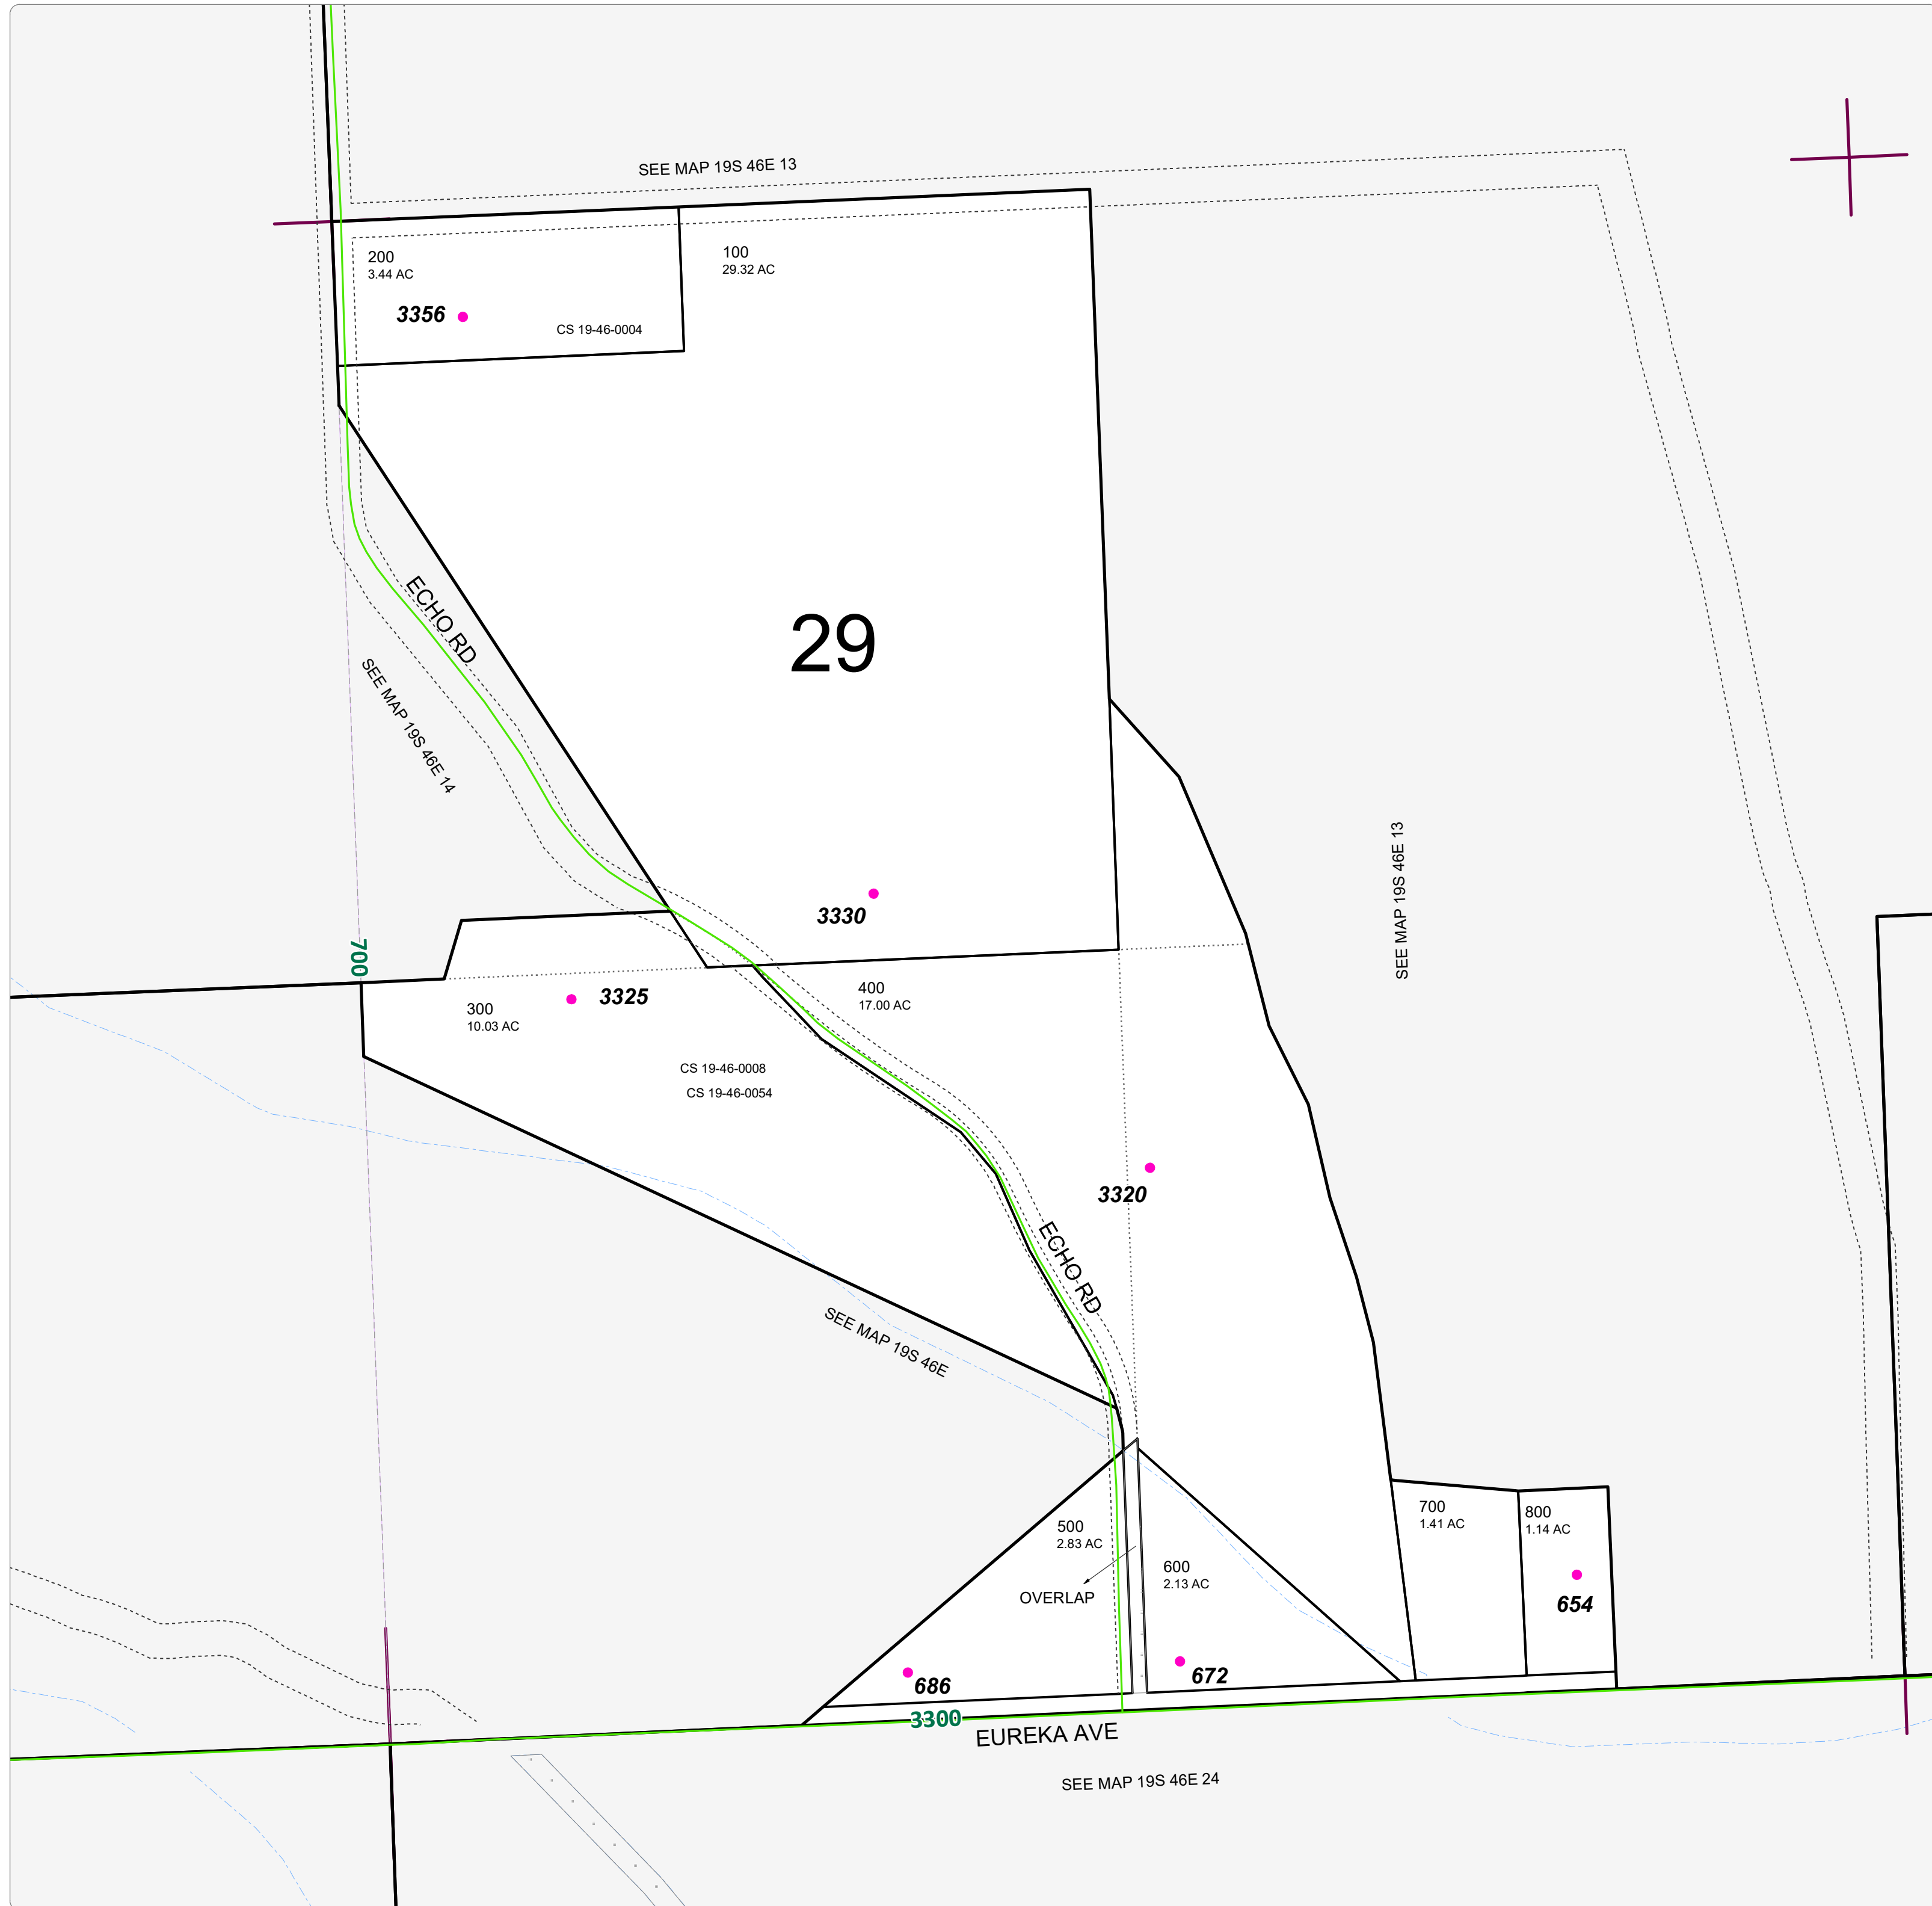 SEE MAP 19S 46E 13
200
3.44 AC
100
29.32 AC
3356
CS 19-46-0004
ECHO RD
29
SEE MAP 19S 46E 14
SEE MAP 19S 46E 13
3330
700
300
10.03 AC
3325
400
17.00 AC
CS 19-46-0008
CS 19-46-0054
3320
ECHO RD
SEE MAP 19S 46E
500
2.83 AC
700
1.41 AC
800
1.14 AC
600
2.13 AC
OVERLAP
654
686
672
3300
EUREKA AVE
SEE MAP 19S 46E 24